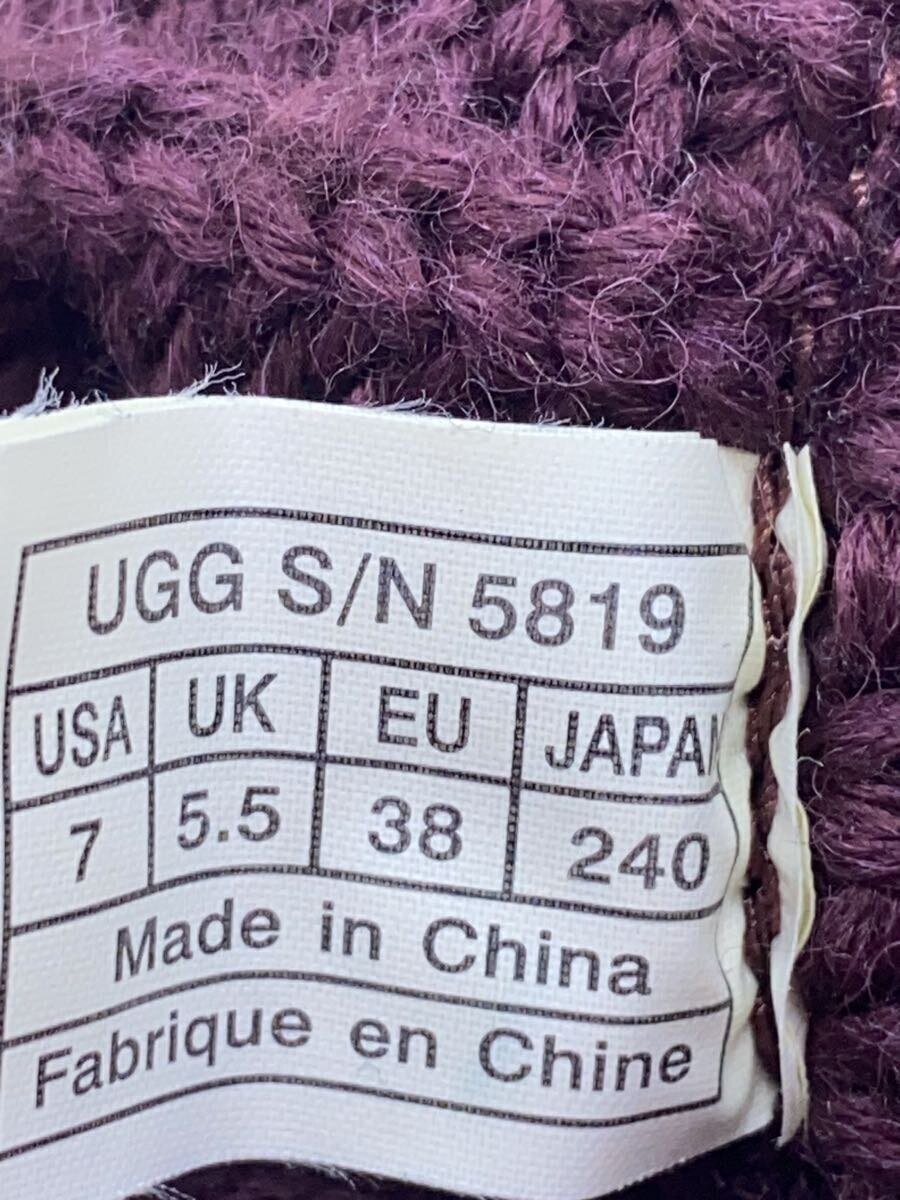 UGG S/N 5819
USA UK EU JAPAN
7 5.5 38 240
Made in China
Fabrique en Chine